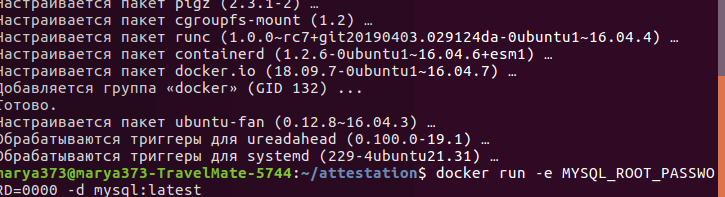 Настраивается пакет pigz (2.3.1-2) …
Настраивается пакет cgroupfs-mount (1.2) …
Настраивается пакет runc (1.0.0~rc7+git20190403.029124da-0ubuntu1~16.04.4) …
Настраивается пакет containerd (1.2.6-0ubuntu1~16.04.6+esm1) …
Настраивается пакет docker.io (18.09.7-0ubuntu1~16.04.7) …
Добавляется группа «docker» (GID 132) ...
Готово.
Настраивается пакет ubuntu-fan (0.12.8~16.04.3) …
Обрабатываются триггеры для ureadahead (0.100.0-19.1) …
Обрабатываются триггеры для systemd (229-4ubuntu21.31) …
marya373@marya373-TravelMate-5744:~/attestation$ docker run -e MYSQL_ROOT_PASSWO
RD=0000 -d mysql:latest